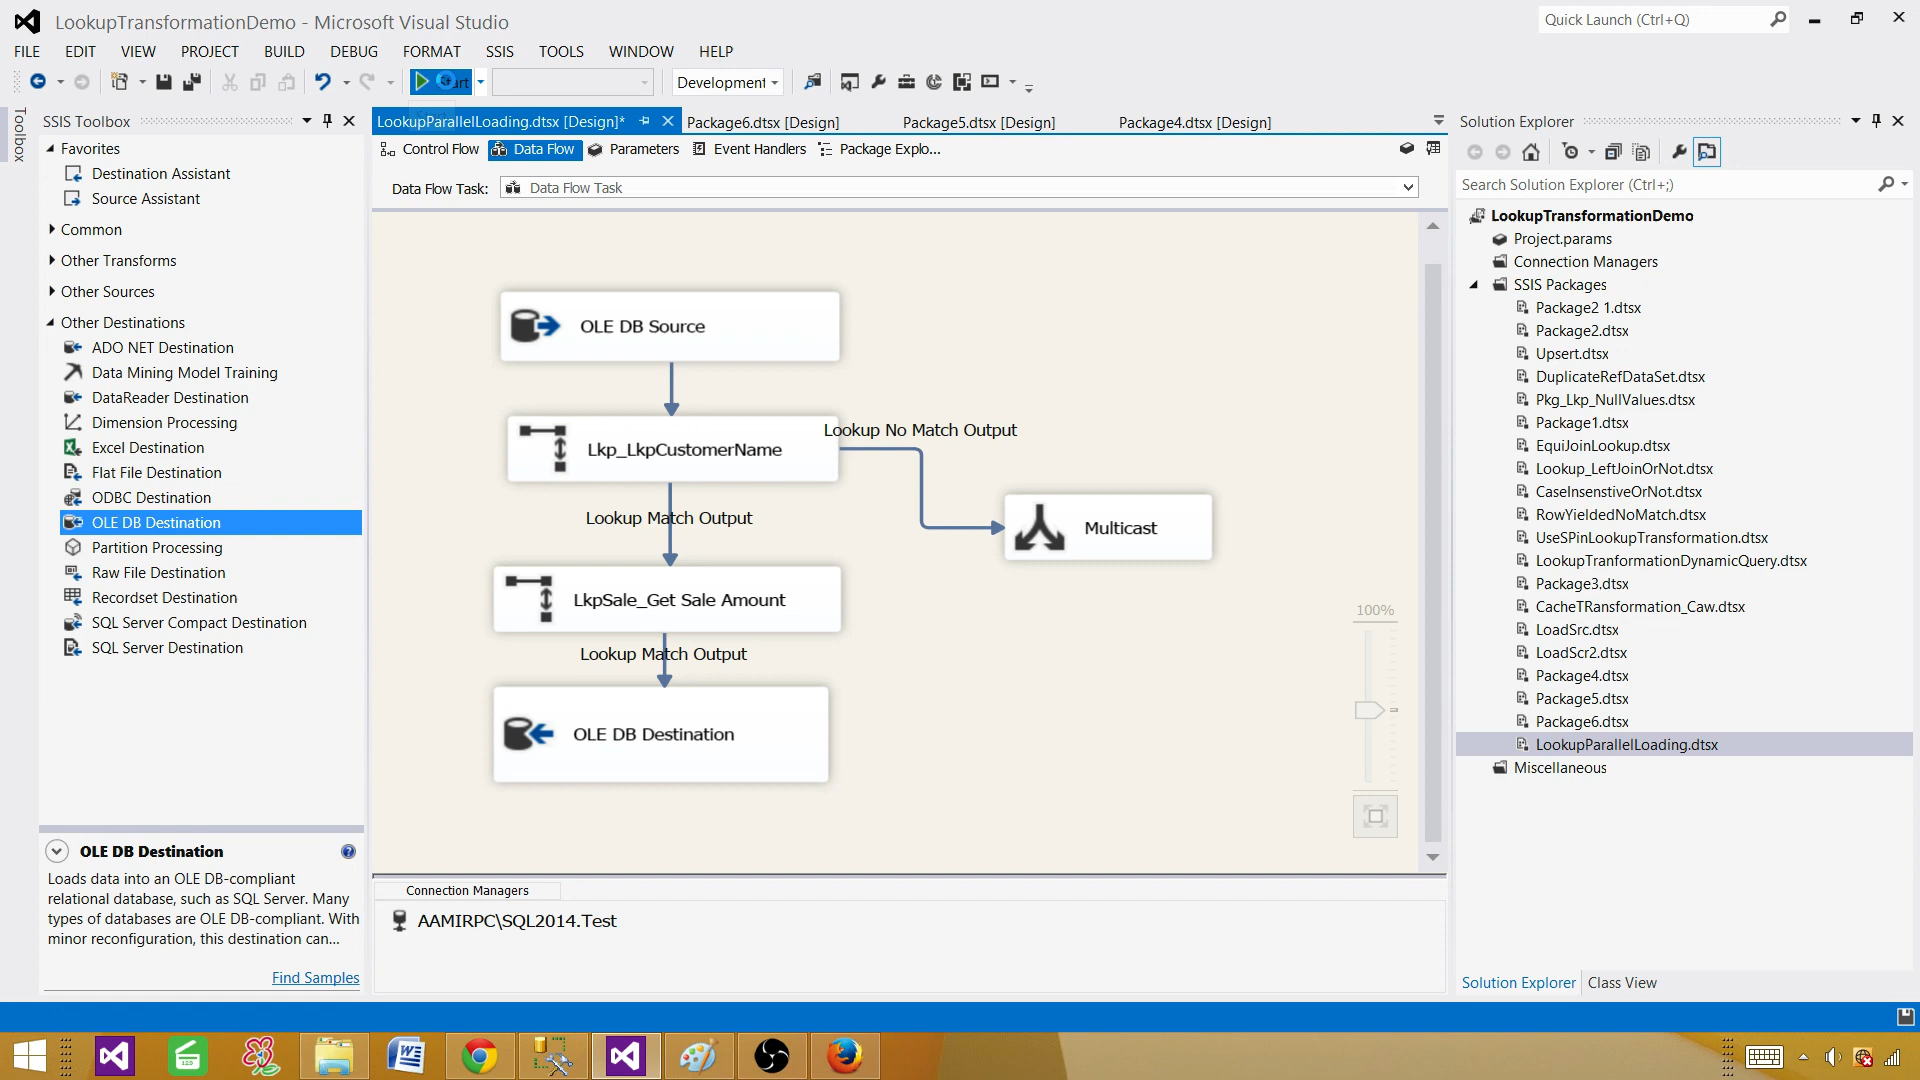 LookupTransformationDemo - Microsoft Visual Studio
Quick Launch (Ctrl+Q)
FILE EDIT VIEW PROJECT BUILD DEBUG FORMAT SSIS TOOLS WINDOW HELP
Start Development
Toolbox
SSIS Toolbox
Favorites
Destination Assistant
Source Assistant
Common
Other Transforms
Other Sources
Other Destinations
ADO NET Destination
Data Mining Model Training
DataReader Destination
Dimension Processing
Excel Destination
Flat File Destination
ODBC Destination
OLE DB Destination
Partition Processing
Raw File Destination
Recordset Destination
SQL Server Compact Destination
SQL Server Destination
OLE DB Destination
Loads data into an OLE DB-compliant
relational database, such as SQL Server. Many
types of databases are OLE DB-compliant. With
minor reconfiguration, this destination can...
Find Samples
LookupParallelLoading.dtsx [Design]* Package6.dtsx [Design] Package5.dtsx [Design] Package4.dtsx [Design]
Control Flow Data Flow Parameters Event Handlers Package Explo...
Data Flow Task: Data Flow Task
OLE DB Source
Lkp_LkpCustomerName
Lookup No Match Output
Lookup Match Output
Multicast
LkpSale_Get Sale Amount
Lookup Match Output
OLE DB Destination
100%
Connection Managers
AAMIRPC\SQL2014.Test
Solution Explorer
Search Solution Explorer (Ctrl+;)
LookupTransformationDemo
Project.params
Connection Managers
SSIS Packages
Package2 1.dtsx
Package2.dtsx
Upsert.dtsx
DuplicateRefDataSet.dtsx
Pkg_Lkp_NullValues.dtsx
Package1.dtsx
EquiJoinLookup.dtsx
Lookup_LeftJoinOrNot.dtsx
CaseInsenstiveOrNot.dtsx
RowYieldedNoMatch.dtsx
UseSPinLookupTransformation.dtsx
LookupTranformationDynamicQuery.dtsx
Package3.dtsx
CacheTRansformation_Caw.dtsx
LoadSrc.dtsx
LoadScr2.dtsx
Package4.dtsx
Package5.dtsx
Package6.dtsx
LookupParallelLoading.dtsx
Miscellaneous
Solution Explorer Class View